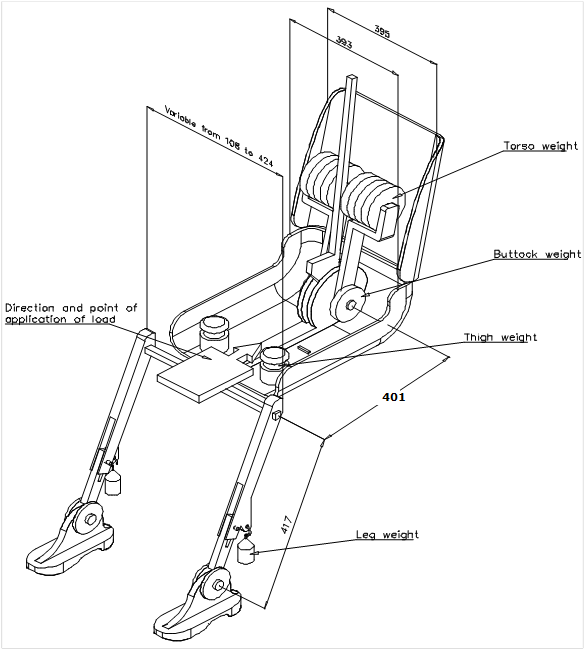 395
393
Variable from 108 to 424
Torso weight
Buttock weight
Direction and point of
application of load
Thigh weight
401
417
Leg weight